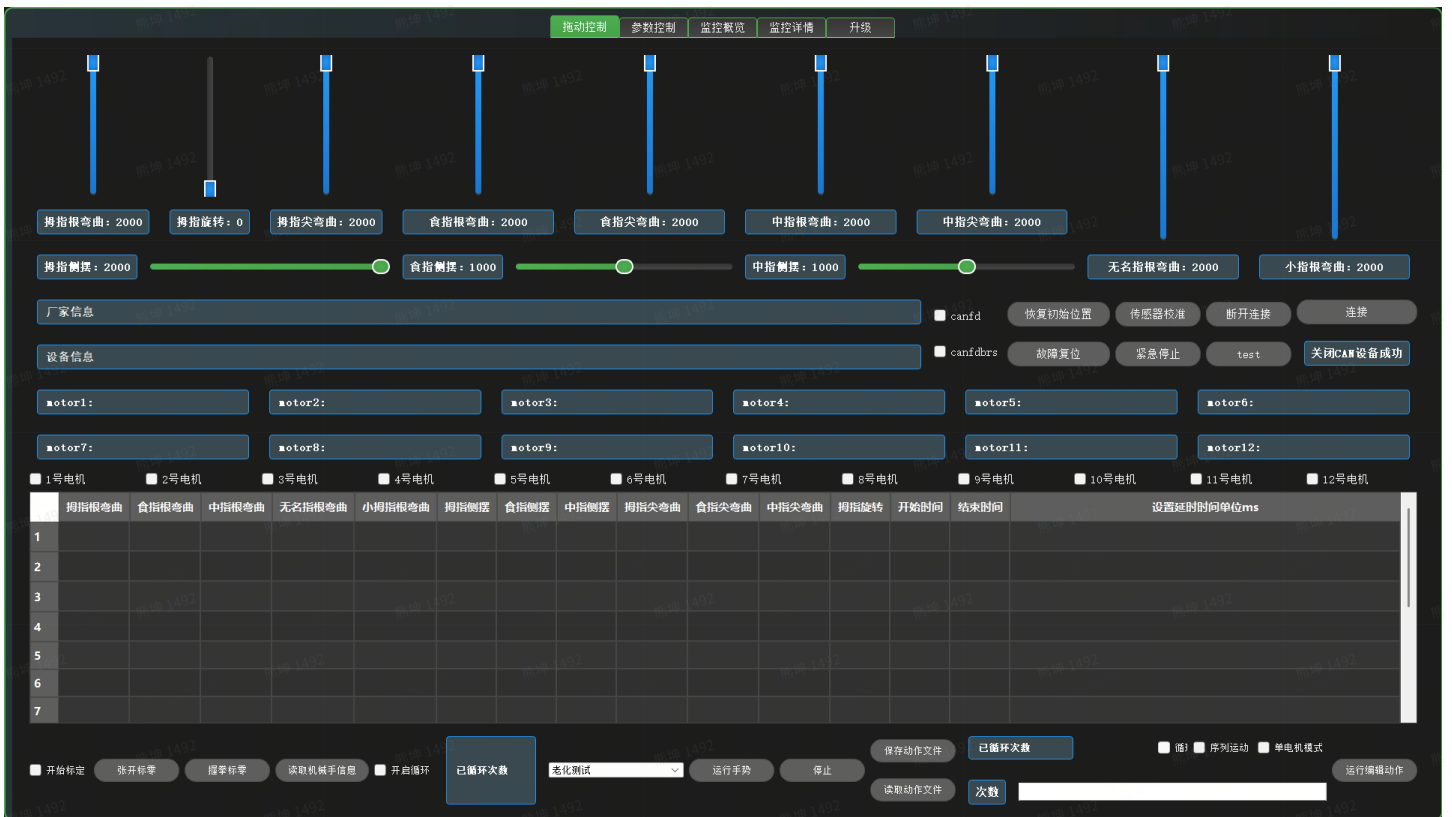 拖动控制 参数控制 监控概览 监控详情 升级
拇指根弯曲: 2000 拇指旋转: 0 拇指尖弯曲: 2000 食指根弯曲: 2000 食指尖弯曲: 2000 中指根弯曲: 2000 中指尖弯曲: 2000
拇指侧摆: 2000 食指侧摆: 1000 中指侧摆: 1000 无名指根弯曲: 2000 小指根弯曲: 2000
厂家信息 canfd 恢复初始位置 传感器校准 断开连接 连接
设备信息 canfdbrs 故障复位 紧急停止 test 关闭CAN设备成功
motor1: motor2: motor3: motor4: motor5: motor6:
motor7: motor8: motor9: motor10: motor11: motor12:
1号电机 2号电机 3号电机 4号电机 5号电机 6号电机 7号电机 8号电机 9号电机 10号电机 11号电机 12号电机
拇指根弯曲 食指根弯曲 中指根弯曲 无名指根弯曲 小拇指根弯曲 拇指侧摆 食指侧摆 中指侧摆 拇指尖弯曲 食指尖弯曲 中指尖弯曲 拇指旋转 开始时间 结束时间 设置延时时间单位ms
1
2
3
4
5
6
7
保存动作文件 已循环次数 序列运动 单电机模式
开始标定 张开标零 握拳标零 读取机械手信息 开启循环 已循环次数 老化测试 运行手势 停止 运行编辑动作
读取动作文件 次数
熊坤 1492